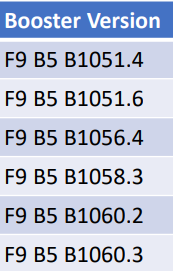 Booster Version
F9 B5 B1051.4
F9 B5 B1051.6
F9 B5 B1056.4
F9 B5 B1058.3
F9 B5 B1060.2
F9 B5 B1060.3